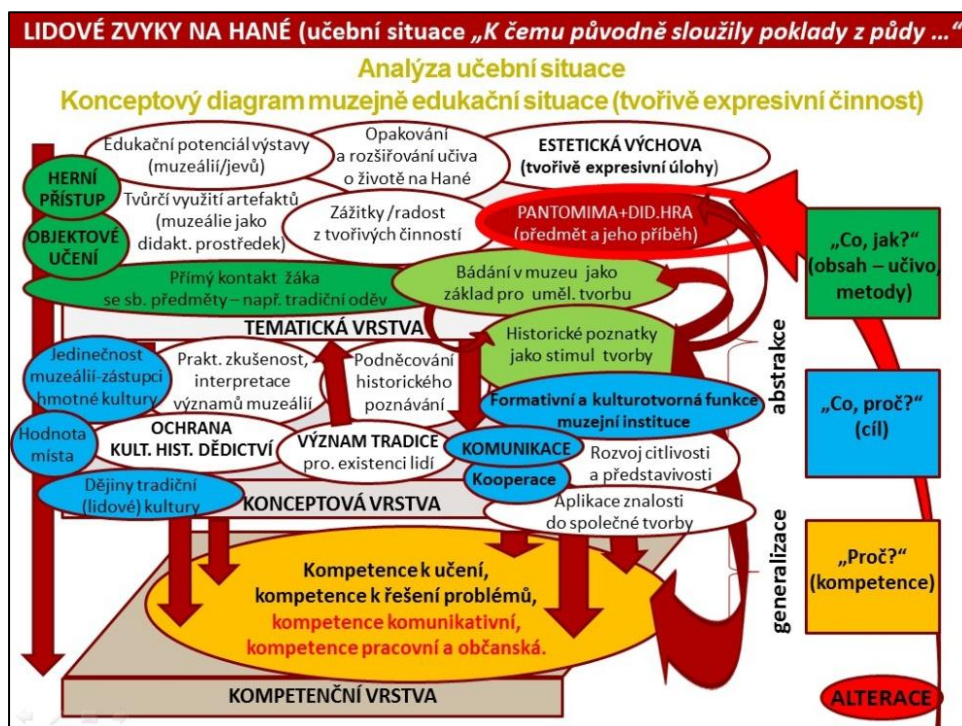 LIDOVÉ ZVYKY NA HANÉ (učební situace „K čemu původně sloužily poklady z půdy ...“
Analýza učební situace
Konceptový diagram muzejně edukační situace (tvořivě expresivní činnost)
Edukační potenciál výstavy
(muzeálií/jevů)
Opakování
a rozšiřování učiva
o životě na Hané
ESTETICKÁ VÝCHOVA
(tvořivě expresivní úlohy)
HERNÍ
PŘÍSTUP
Tvůrčí využití artefaktů
(muzeálie jako
didakt. prostředek)
Zážitky /radost
z tvořivých činností
PANTOMIMA+DID.HRA
(předmět a jeho příběh)
OBJEKTOVÉ
UČENÍ
„Co, jak?“
(obsah – učivo,
metody)
Přímý kontakt žáka
se sb. předměty – např. tradiční oděv
Bádání v muzeu jako
základ pro uměl. tvorbu
TEMATICKÁ VRSTVA
Historické poznatky
jako stimul tvorby
abstrakce
Jedinečnost
muzeálií-zástupci
hmotné kultury
Prakt. zkušenost,
interpretace
významů muzeálií
Podněcování
historického
poznávání
Formativní a kulturotvorná funkce
muzejní instituce
„Co, proč?“
(cíl)
Hodnota
místa
OCHRANA
KULT. HIST. DĚDICTVÍ
VÝZNAM TRADICE
pro. existenci lidí
KOMUNIKACE
Kooperace
Rozvoj citlivosti
a představivosti
Dějiny tradiční
(lidové) kultury
KONCEPTOVÁ VRSTVA
Aplikace znalosti
do společné tvorby
generalizace
„Proč?“
(kompetence)
Kompetence k učení,
kompetence k řešení problémů,
kompetence komunikativní,
kompetence pracovní a občanská.
KOMPETENČNÍ VRSTVA
ALTERACE